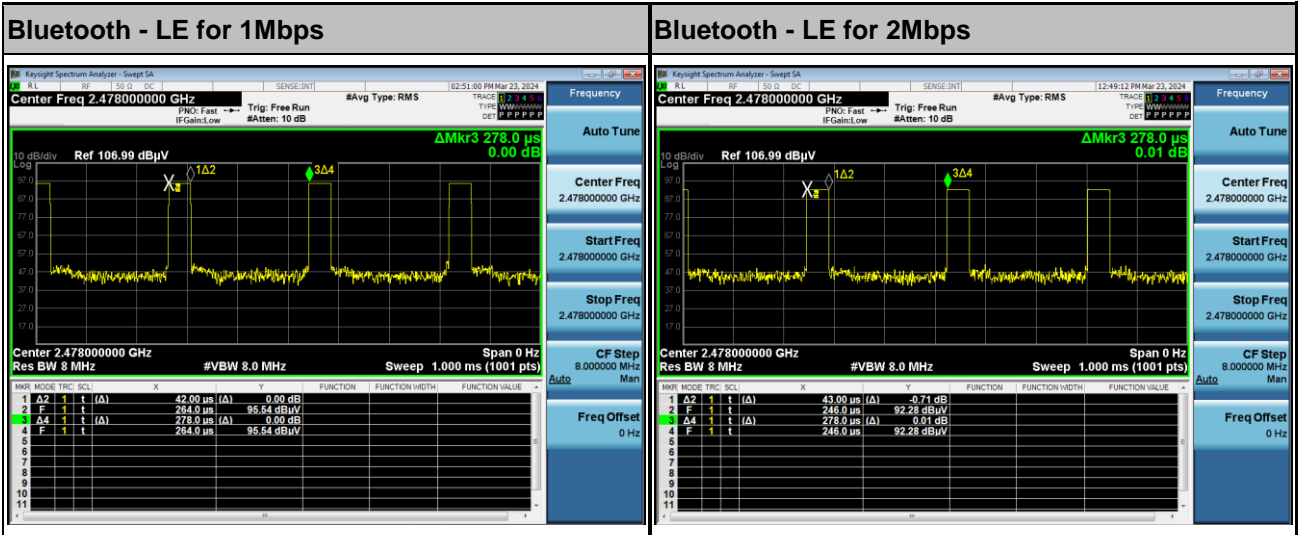 Bluetooth - LE for 1Mbps
Keysight Spectrum Analyzer - Swept SA
RL RF 50 Ω DC SENSE:INT 02:51:00 PM Mar 23, 2024
Center Freq 2.478000000 GHz #Avg Type: RMS TRACE 1 2 3 4 5 6
PNO: Fast Trig: Free Run TYPE WWWWWW
IFGain:Low #Atten: 10 dB DET P P P P P P
ΔMkr3 278.0 µs
0.00 dB
10 dB/div Ref 106.99 dBµV
Log
1Δ2 3Δ4
97.0
87.0
77.0
67.0
57.0
47.0
37.0
27.0
17.0
Center 2.478000000 GHz Span 0 Hz
Res BW 8 MHz #VBW 8.0 MHz Sweep 1.000 ms (1001 pts)
MKR MODE TRC SCL X Y FUNCTION FUNCTION WIDTH FUNCTION VALUE
1 Δ2 1 t (Δ) 42.00 µs (Δ) 0.00 dB
2 F 1 t 264.0 µs 95.54 dBµV
3 Δ4 1 t (Δ) 278.0 µs (Δ) 0.00 dB
4 F 1 t 264.0 µs 95.54 dBµV
5
6
7
8
9
10
11
Frequency
Auto Tune
Center Freq
2.478000000 GHz
Start Freq
2.478000000 GHz
Stop Freq
2.478000000 GHz
CF Step
8.000000 MHz
Auto Man
Freq Offset
0 Hz
Bluetooth - LE for 2Mbps
Keysight Spectrum Analyzer - Swept SA
RL RF 50 Ω DC SENSE:INT 12:49:12 PM Mar 23, 2024
Center Freq 2.478000000 GHz #Avg Type: RMS TRACE 1 2 3 4 5 6
PNO: Fast Trig: Free Run TYPE WWWWWW
IFGain:Low #Atten: 10 dB DET P P P P P P
ΔMkr3 278.0 µs
0.01 dB
10 dB/div Ref 106.99 dBµV
Log
1Δ2 3Δ4
97.0
87.0
77.0
67.0
57.0
47.0
37.0
27.0
17.0
Center 2.478000000 GHz Span 0 Hz
Res BW 8 MHz #VBW 8.0 MHz Sweep 1.000 ms (1001 pts)
MKR MODE TRC SCL X Y FUNCTION FUNCTION WIDTH FUNCTION VALUE
1 Δ2 1 t (Δ) 43.00 µs (Δ) -0.71 dB
2 F 1 t 246.0 µs 92.28 dBµV
3 Δ4 1 t (Δ) 278.0 µs (Δ) 0.01 dB
4 F 1 t 246.0 µs 92.28 dBµV
5
6
7
8
9
10
11
Frequency
Auto Tune
Center Freq
2.478000000 GHz
Start Freq
2.478000000 GHz
Stop Freq
2.478000000 GHz
CF Step
8.000000 MHz
Auto Man
Freq Offset
0 Hz